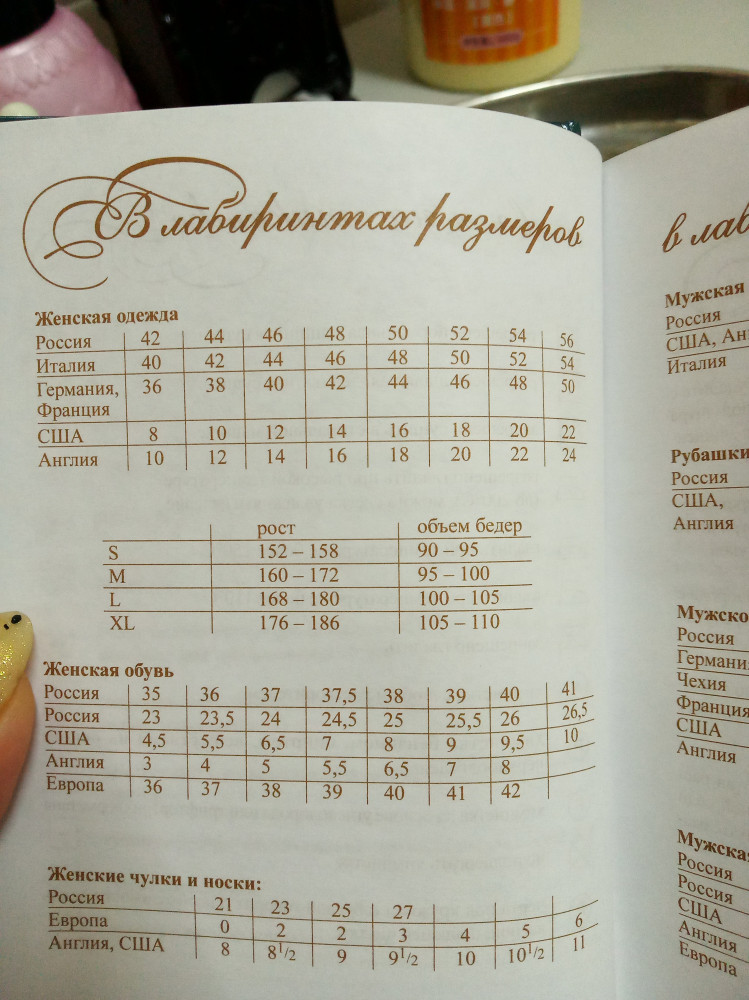 В лабиринтах размеров
Женская одежда
Россия 42 44 46 48 50 52 54 56
Италия 40 42 44 46 48 50 52 54
Германия, 36 38 40 42 44 46 48 50
Франция
США 8 10 12 14 16 18 20 22
Англия 10 12 14 16 18 20 22 24
рост объем бедер
S 152 – 158 90 – 95
M 160 – 172 95 – 100
L 168 – 180 100 – 105
XL 176 – 186 105 – 110
Женская обувь
Россия 35 36 37 37,5 38 39 40 41
Россия 23 23,5 24 24,5 25 25,5 26 26,5
США 4,5 5,5 6,5 7 8 9 9,5 10
Англия 3 4 5 5,5 6,5 7 8
Европа 36 37 38 39 40 41 42
Женские чулки и носки:
Россия 21 23 25 27
Европа 0 2 2 3 4 5 6
Англия, США 8 8 1/2 9 9 1/2 10 10 1/2 11
в лаб
Мужская
Россия
США, Ан
Италия
Рубашки
Россия
США,
Англия
Мужско
Россия
Герман
Чехия
Франция
США
Англия
Мужская
Россия
Россия
США
Англия
Европа